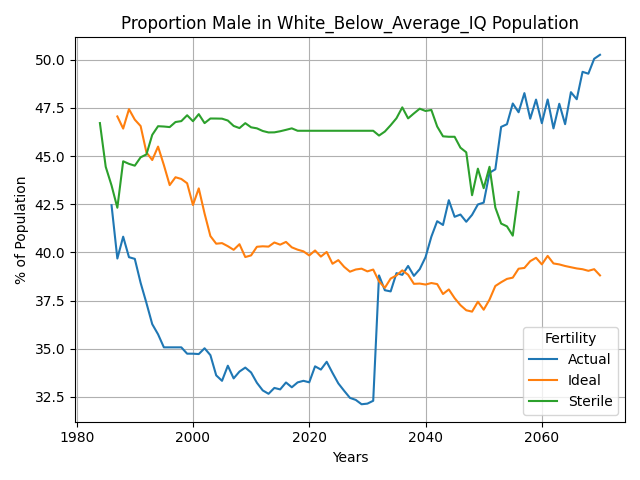 Proportion Male in White_Below_Average_IQ Population
% of Population
50.0
47.5
45.0
42.5
40.0
37.5
35.0
32.5
1980
2000
2020
2040
2060
Years
Fertility
Actual
Ideal
Sterile